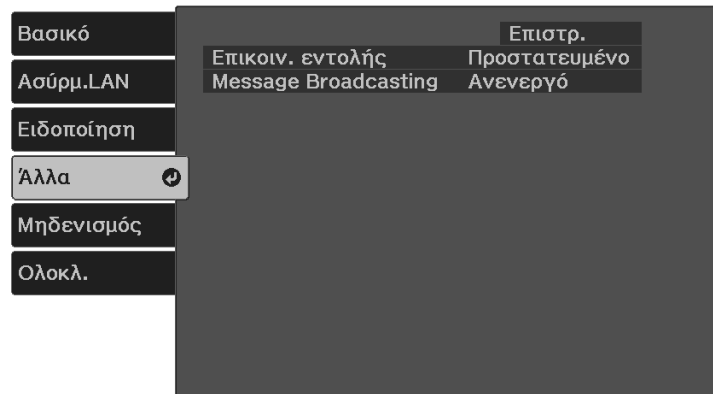 Βασικό
Ασύρμ.LAN
Ειδοποίηση
Άλλα
Μηδενισμός
Ολοκλ.
Επιστρ.
Επικοιν. εντολής Προστατευμένο
Message Broadcasting Ανενεργό